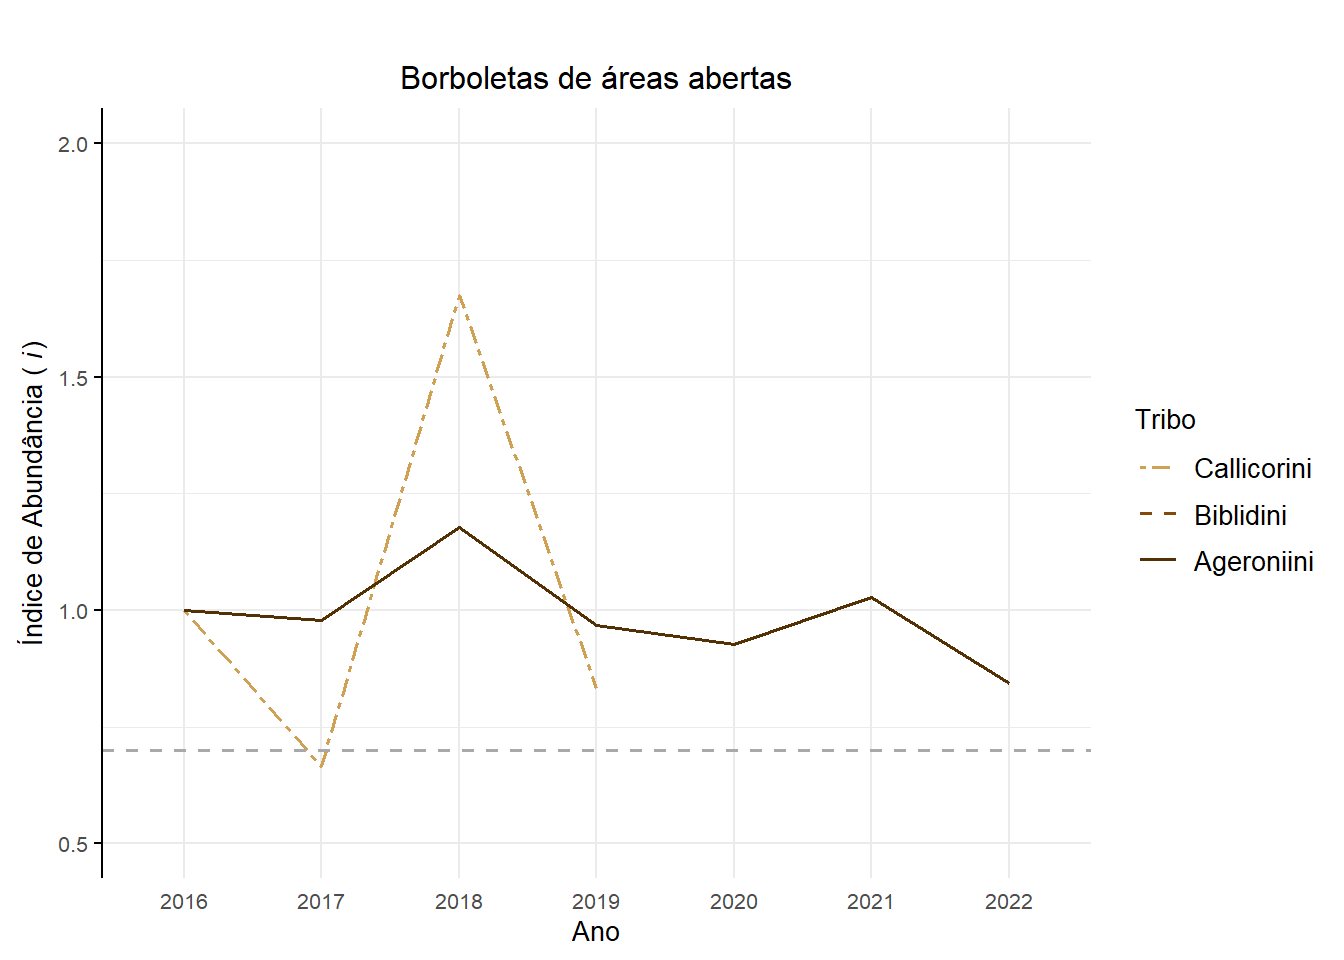 Borboletas de áreas abertas
Índice de Abundância ( i)
2.0
1.5
1.0
0.5
2016 2017 2018 2019 2020 2021 2022
Ano
Tribo
Callicorini
Biblidini
Ageroniini